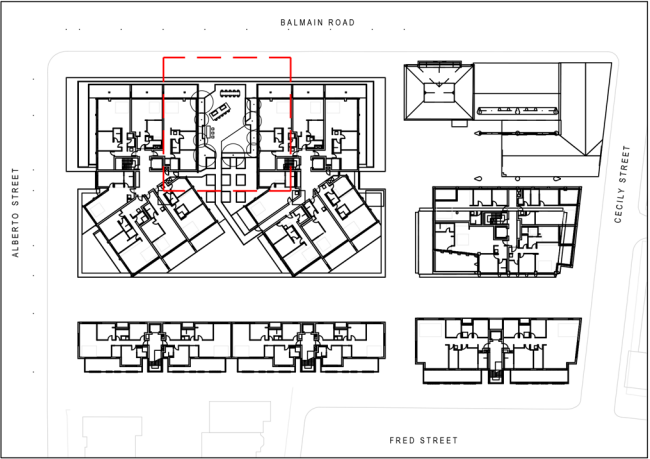 BALMAIN ROAD
ALBERTO STREET
CECILY STREET
FRED STREET